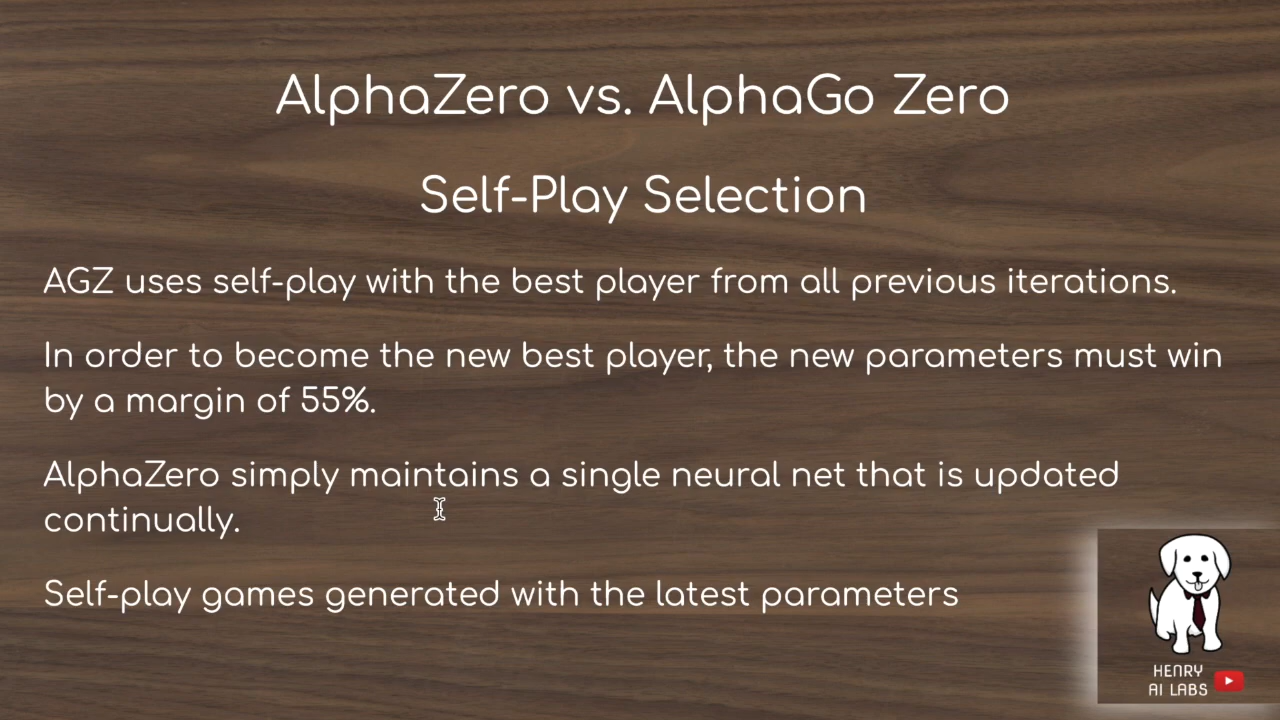 AlphaZero vs. AlphaGo Zero
Self-Play Selection
AGZ uses self-play with the best player from all previous iterations.
In order to become the new best player, the new parameters must win
by a margin of 55%.
AlphaZero simply maintains a single neural net that is updated
continually.
Self-play games generated with the latest parameters
HENRY
AI LABS